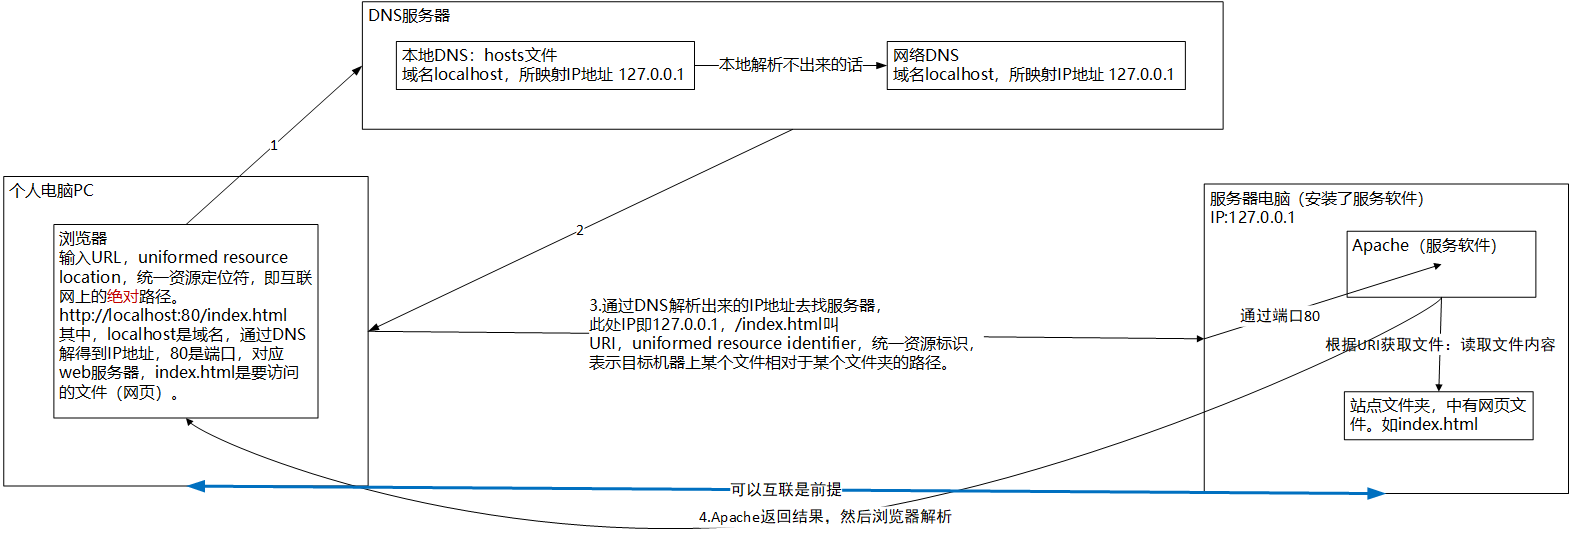 DNS服务器
本地DNS：hosts文件
域名localhost，所映射IP地址 127.0.0.1
本地解析不出来的话
网络DNS
域名localhost，所映射IP地址 127.0.0.1
1
2
个人电脑PC
浏览器
输入URL，uniformed resource
location，统一资源定位符，即互联
网上的绝对路径。
http://localhost:80/index.html
其中，localhost是域名，通过DNS
解得到IP地址，80是端口，对应
web服务器，index.html是要访问
的文件（网页）。
3.通过DNS解析出来的IP地址去找服务器，
此处IP即127.0.0.1，/index.html叫
URI，uniformed resource identifier，统一资源标识，
表示目标机器上某个文件相对于某个文件夹的路径。
服务器电脑（安装了服务软件）
IP:127.0.0.1
Apache（服务软件）
通过端口80
根据URI获取文件：读取文件内容
站点文件夹，中有网页文
件。如index.html
可以互联是前提
4.Apache返回结果，然后浏览器解析